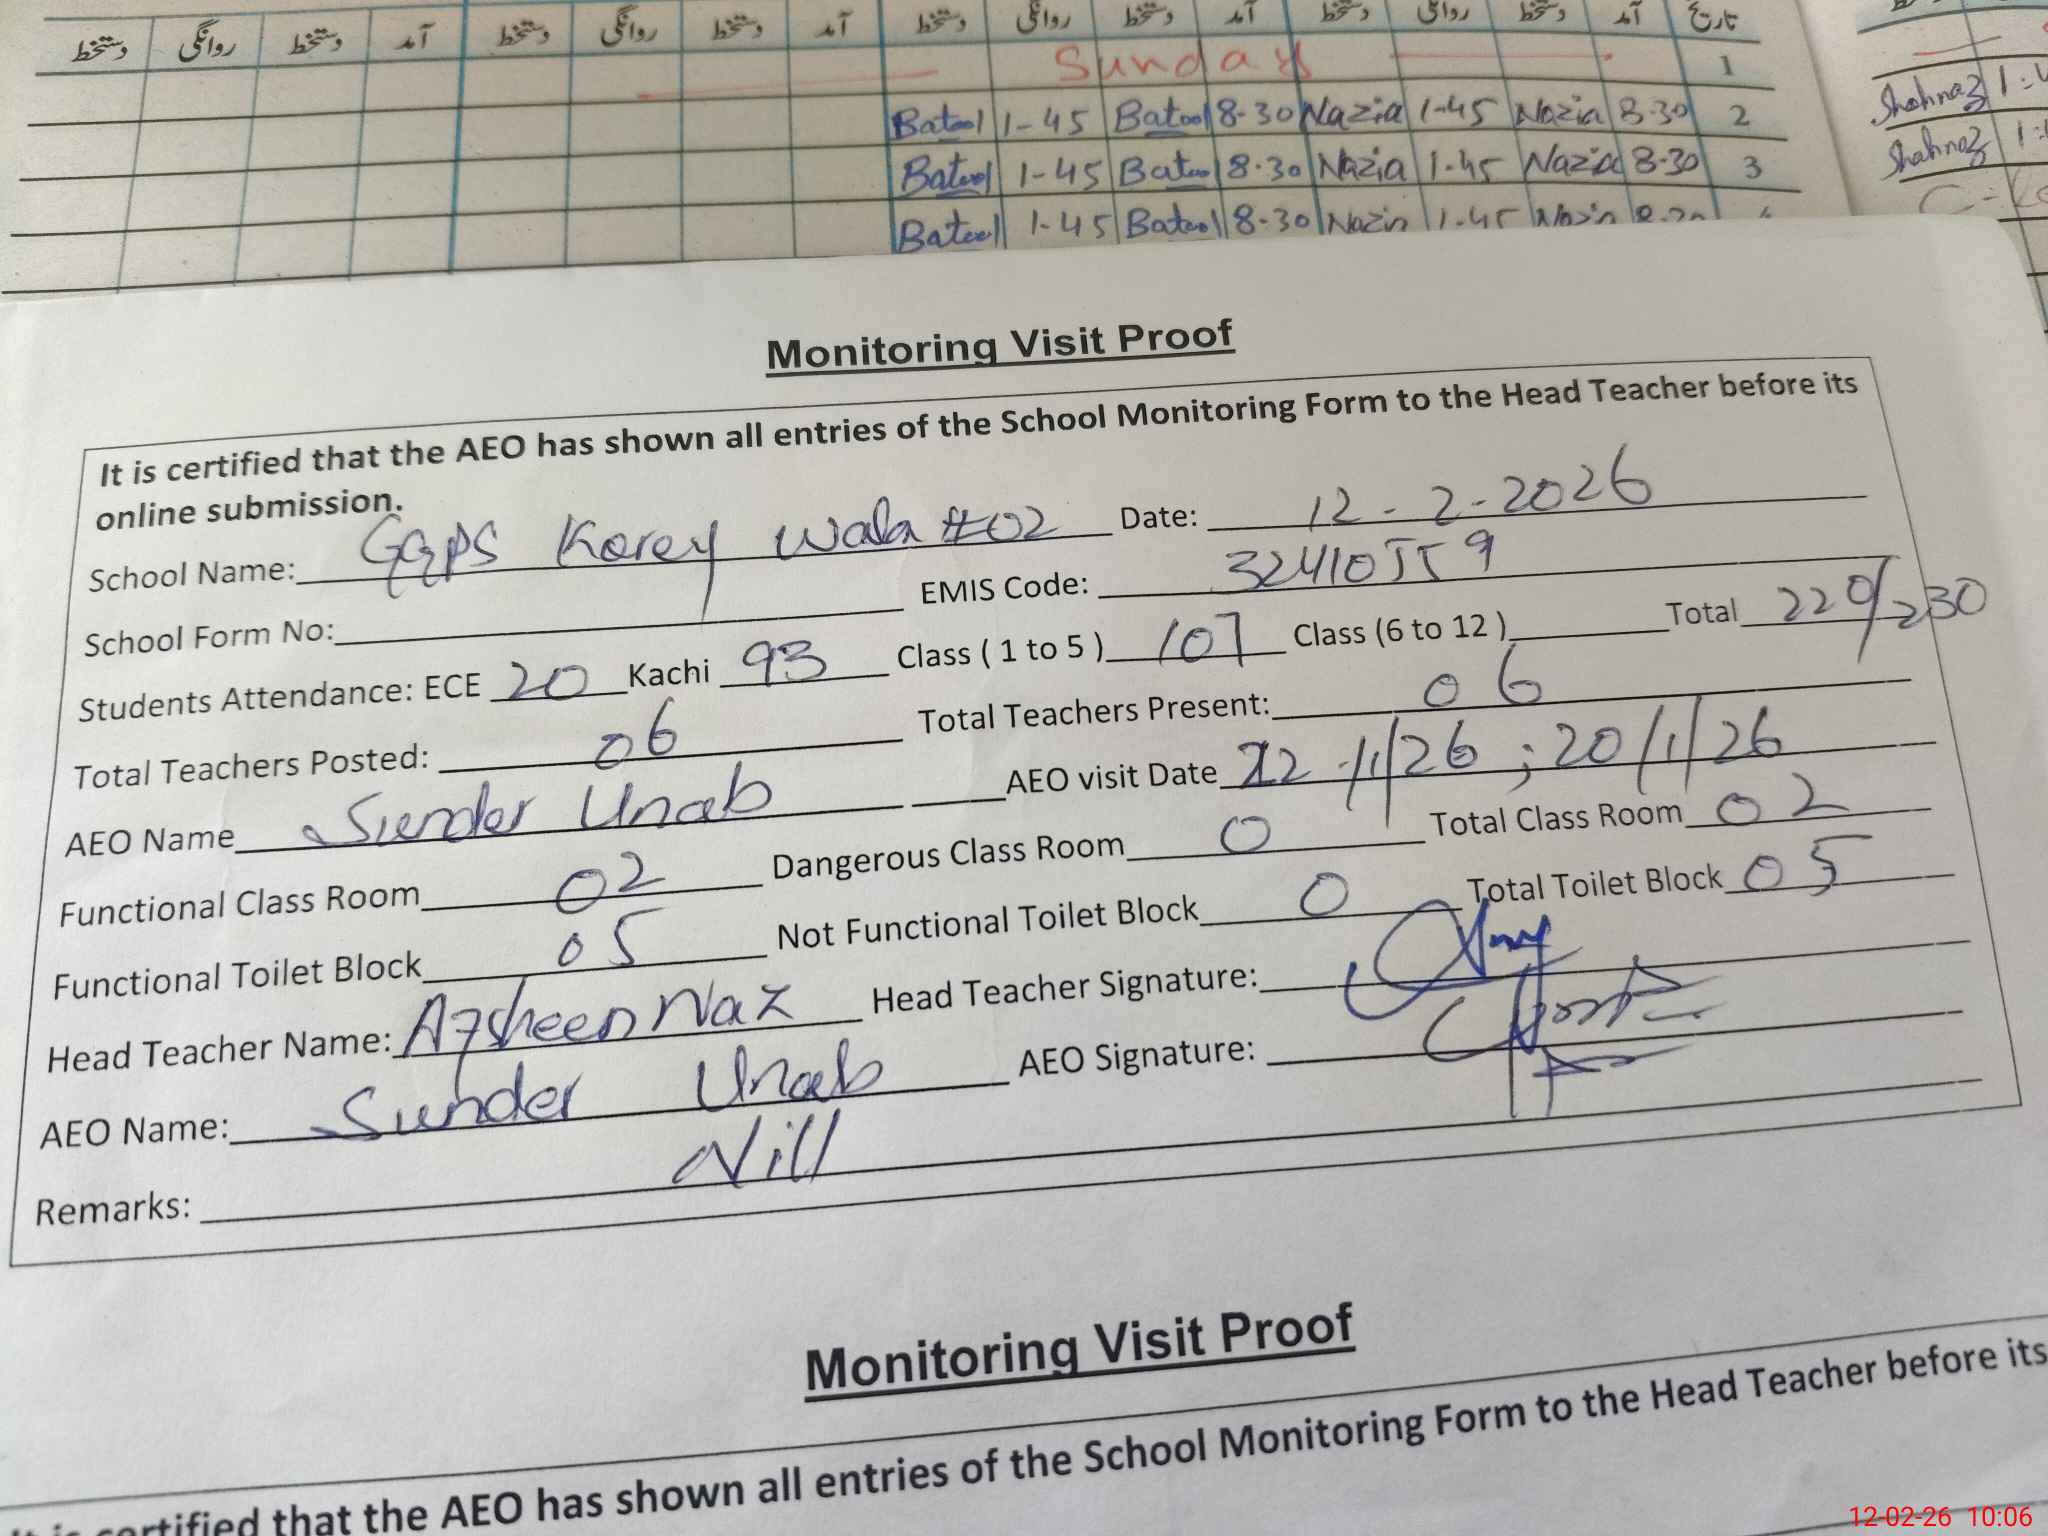 دستخط روانگی دستخط آمد دستخط روانگی دستخط آمد دستخط روانگی دستخط آمد دستخط روانگی دستخط آمد تاریخ
Sunday 1
Batool 1-45 Batool 8-30 Nazia 1-45 Nazia 8-30 2
Batool 1-45 Batool 8-30 Nazia 1-45 Nazia 8-30 3
Batool 1-45 Batool 8-30 Nazia 1-45 Nazia 8-30
Shahnaz
Shahnaz
Monitoring Visit Proof
It is certified that the AEO has shown all entries of the School Monitoring Form to the Head Teacher before its
online submission.
School Name: GGPS Korey Wala #02 Date: 12-2-2026
School Form No: EMIS Code: 32410559
Students Attendance: ECE 20 Kachi 93 Class ( 1 to 5 ) 107 Class (6 to 12 ) Total 220/230
Total Teachers Posted: 06 Total Teachers Present: 06
AEO Name Sunder Unab AEO visit Date 22/1/26 ; 20/1/26
Functional Class Room 02 Dangerous Class Room 0 Total Class Room 02
Functional Toilet Block 05 Not Functional Toilet Block 0 Total Toilet Block 05
Head Teacher Name: Afsheen Naz Head Teacher Signature:
AEO Name: Sunder Unab AEO Signature:
Remarks: Nill
Monitoring Visit Proof
It is certified that the AEO has shown all entries of the School Monitoring Form to the Head Teacher before its
12-02-26 10:06